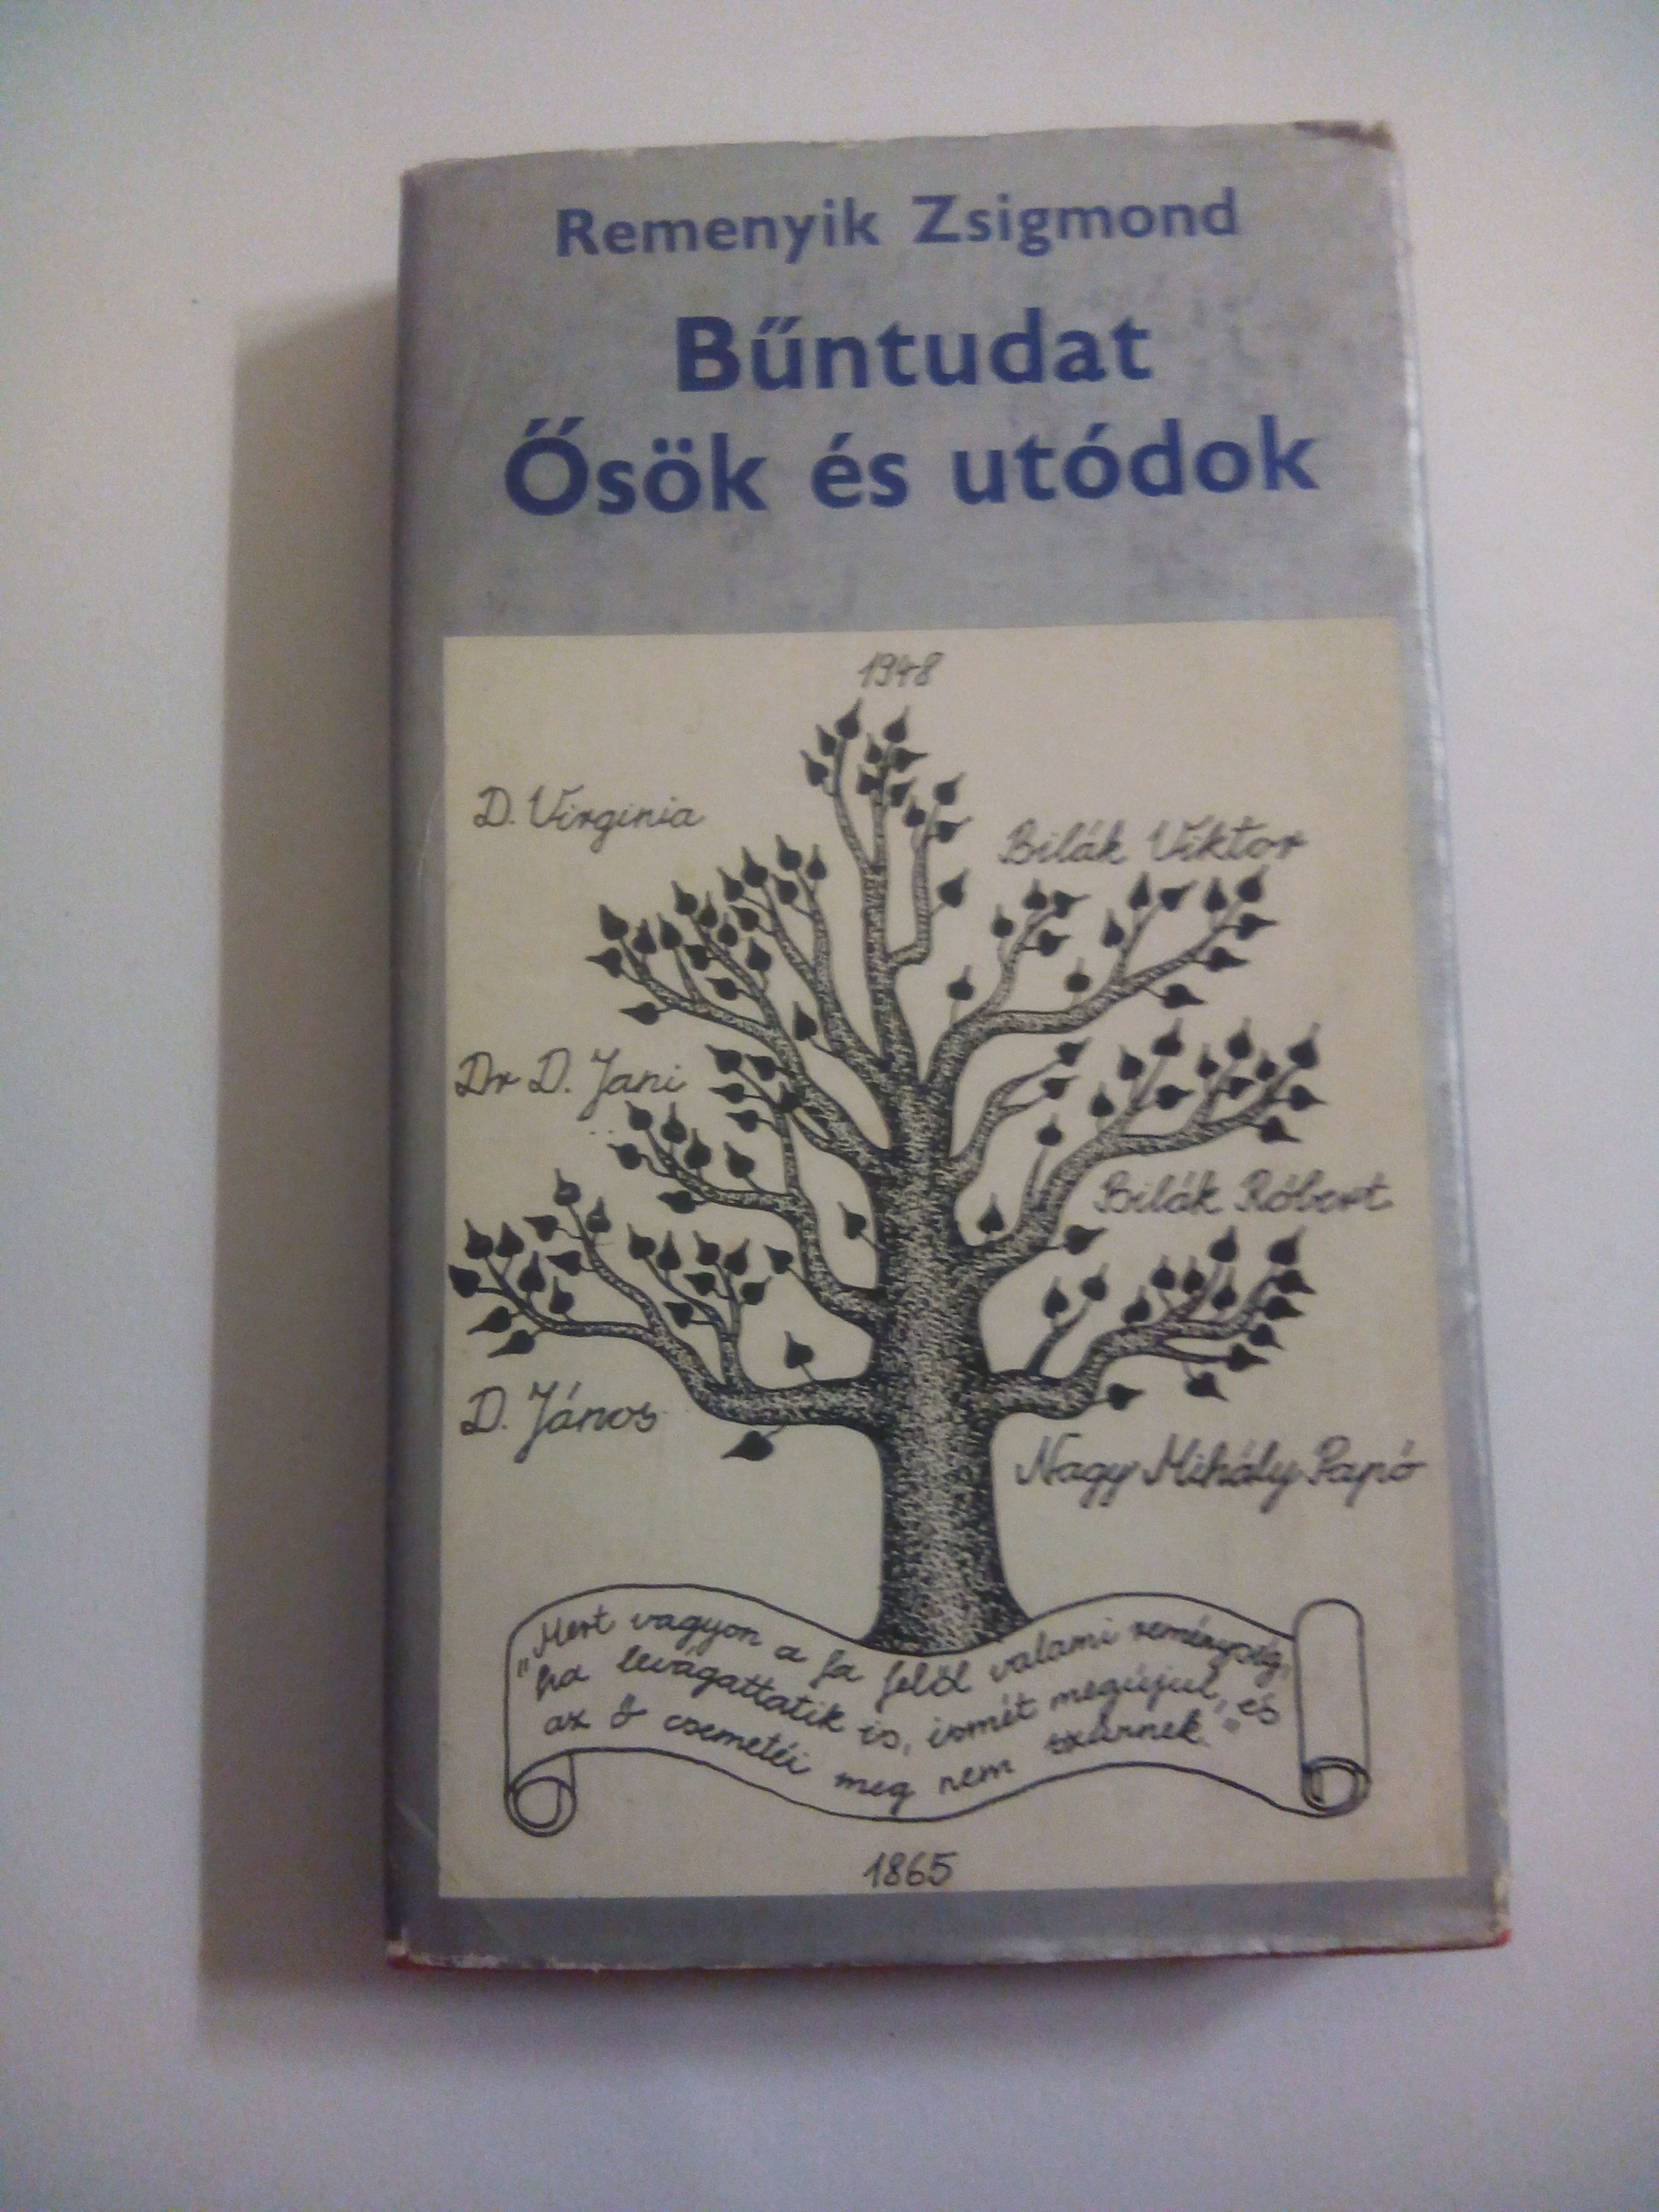 Remenyik Zsigmond
Bűntudat
Ősök és utódok
1948
D. Virginia
Bilák Viktor
Dr D. Jani
Bilák Róbert
D. János
Nagy Mihály Papó
"Mert vagyon a fa felől valami reménység,
ha levágattatik is, ismét megújul, és
az ő csemetéi meg nem szűnnek."
1865